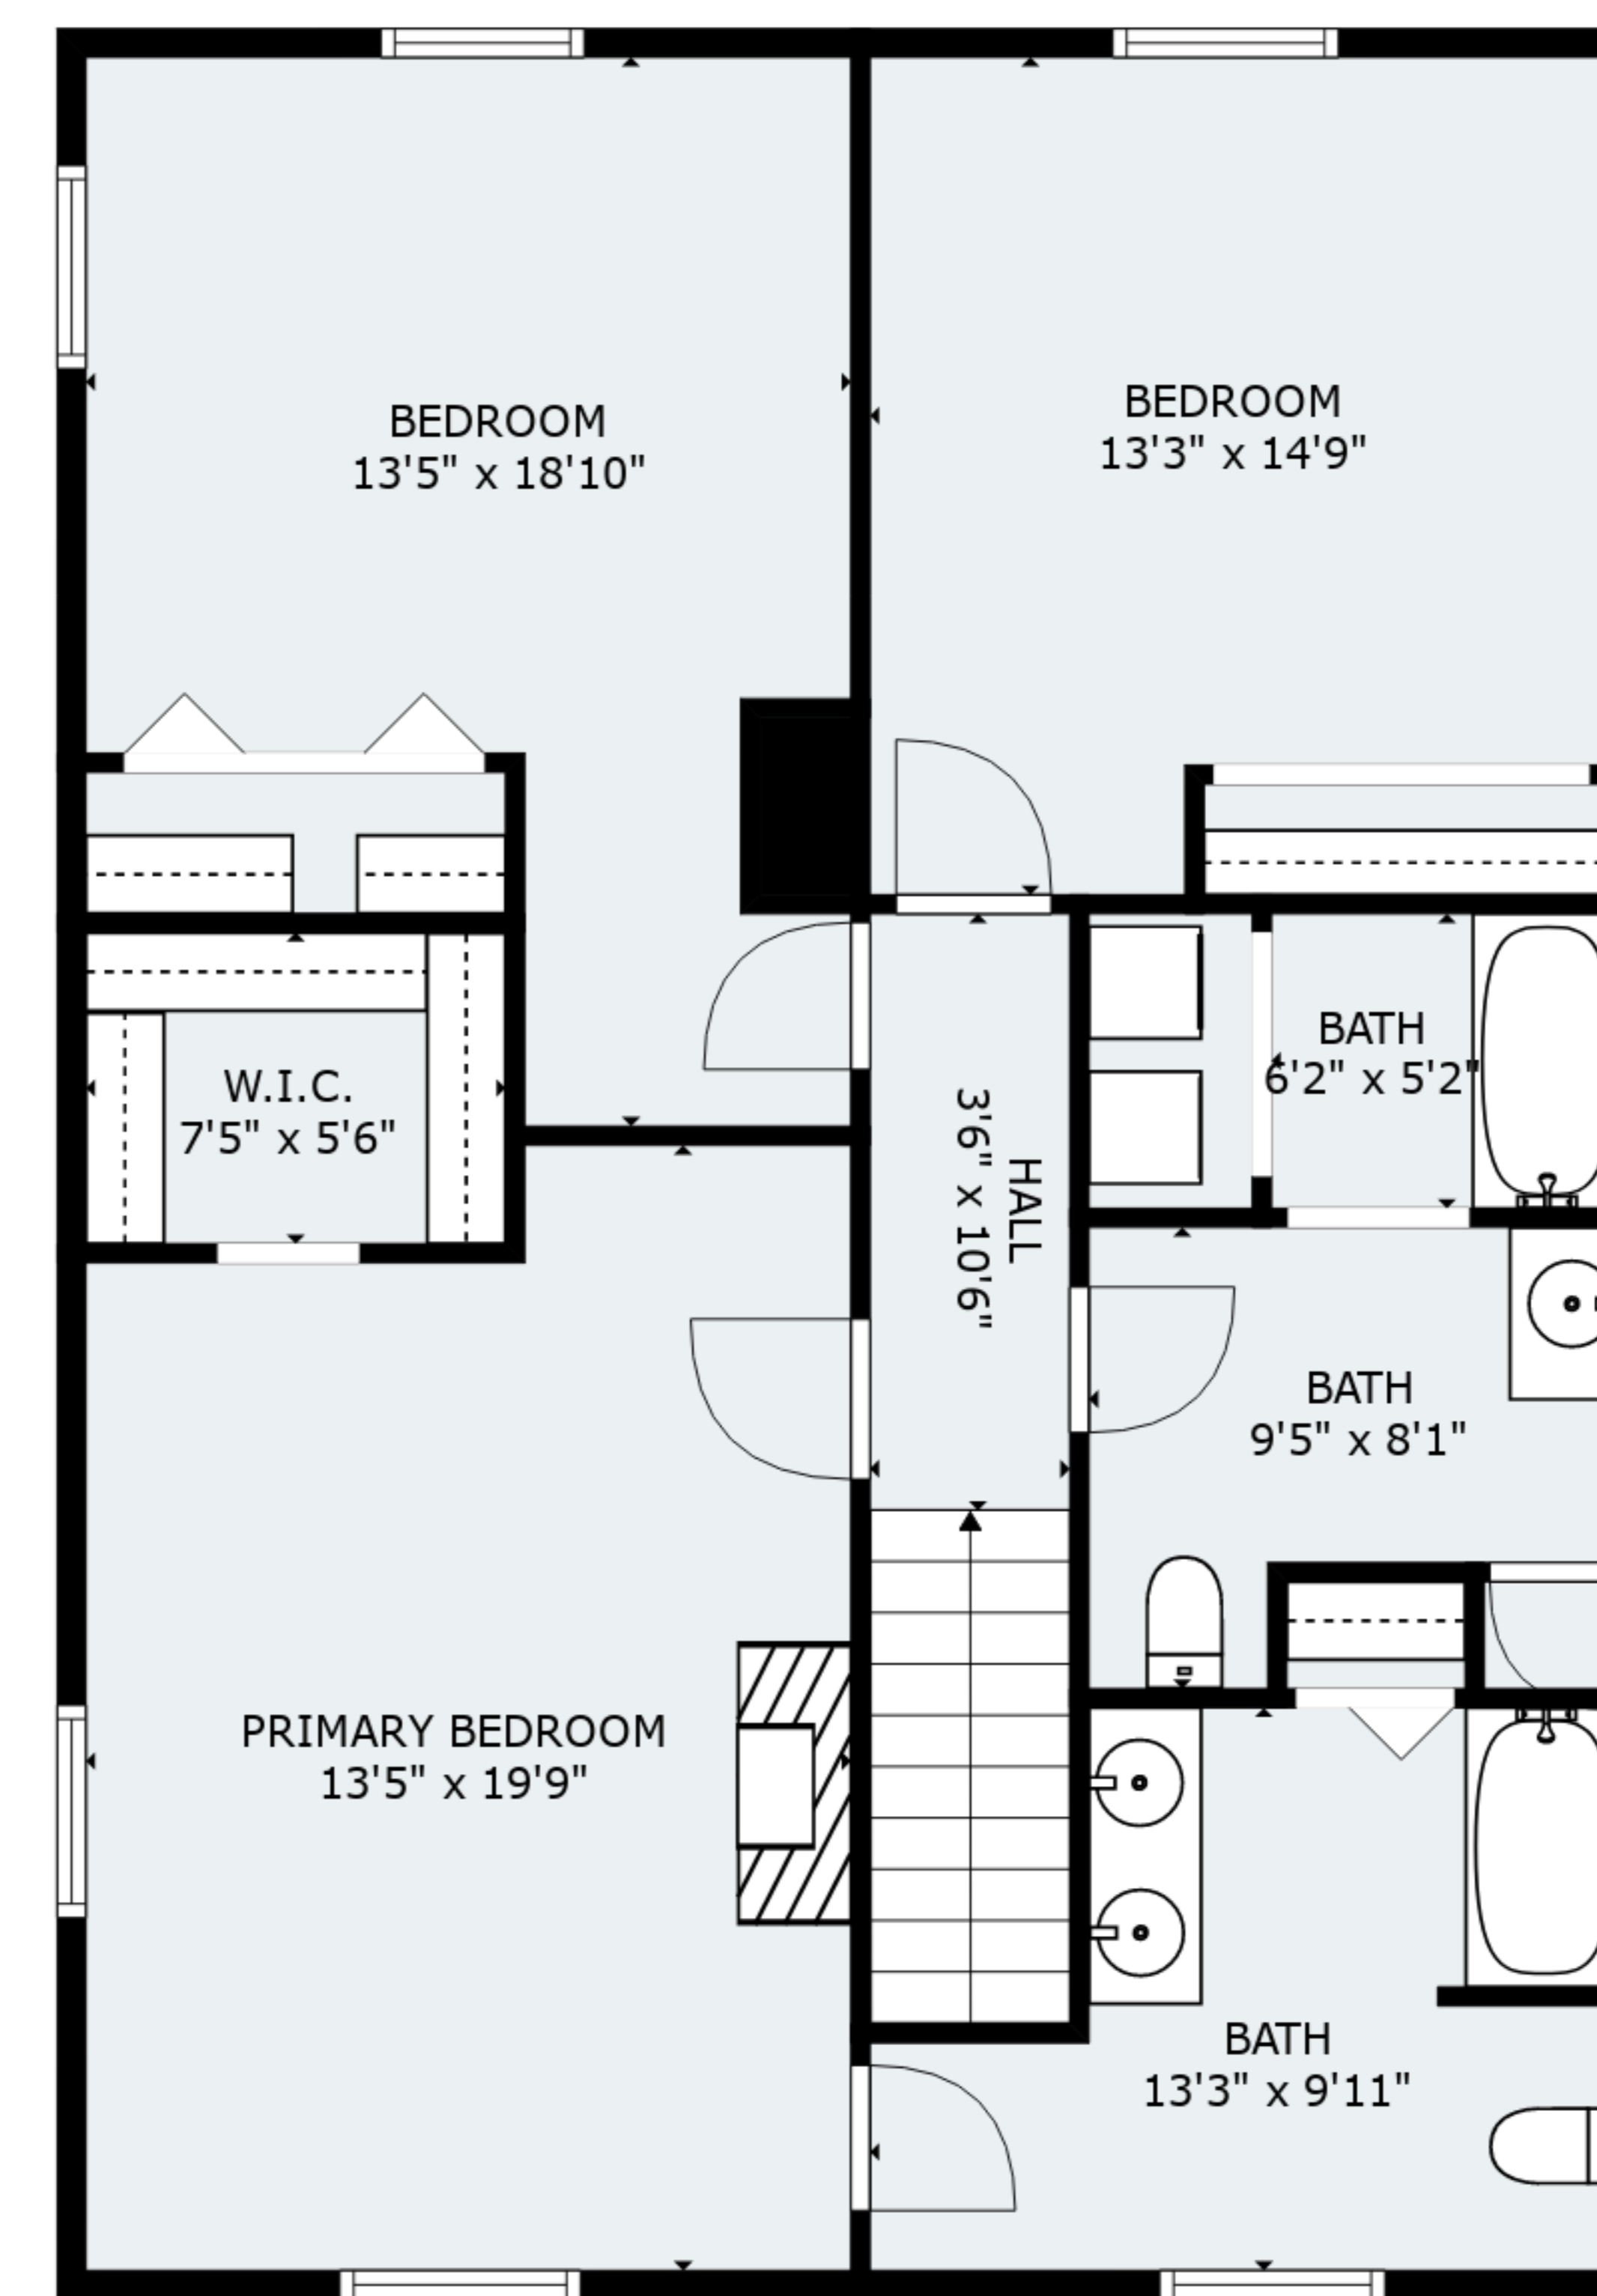 BEDROOM
13'5" x 18'10"
BEDROOM
13'3" x 14'9"
W.I.C.
7'5" x 5'6"
HALL
3'6" x 10'6"
BATH
6'2" x 5'2"
BATH
9'5" x 8'1"
PRIMARY BEDROOM
13'5" x 19'9"
BATH
13'3" x 9'11"